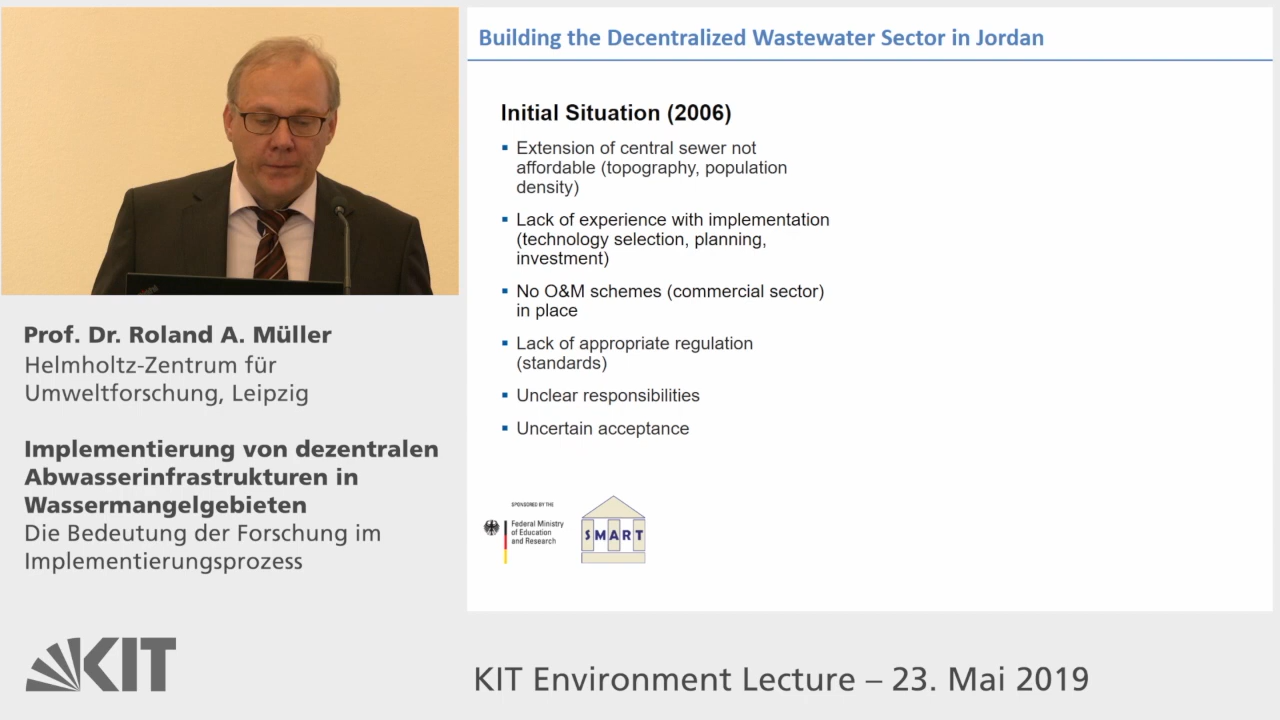 Building the Decentralized Wastewater Sector in Jordan
Initial Situation (2006)
▪ Extension of central sewer not
affordable (topography, population
density)
▪ Lack of experience with implementation
(technology selection, planning,
investment)
▪ No O&M schemes (commercial sector)
in place
▪ Lack of appropriate regulation
(standards)
▪ Unclear responsibilities
▪ Uncertain acceptance
SPONSORED BY THE
Federal Ministry
of Education
and Research
SMART
Prof. Dr. Roland A. Müller
Helmholtz-Zentrum für
Umweltforschung, Leipzig
Implementierung von dezentralen
Abwasserinfrastrukturen in
Wassermangelgebieten
Die Bedeutung der Forschung im
Implementierungsprozess
KIT
KIT Environment Lecture – 23. Mai 2019